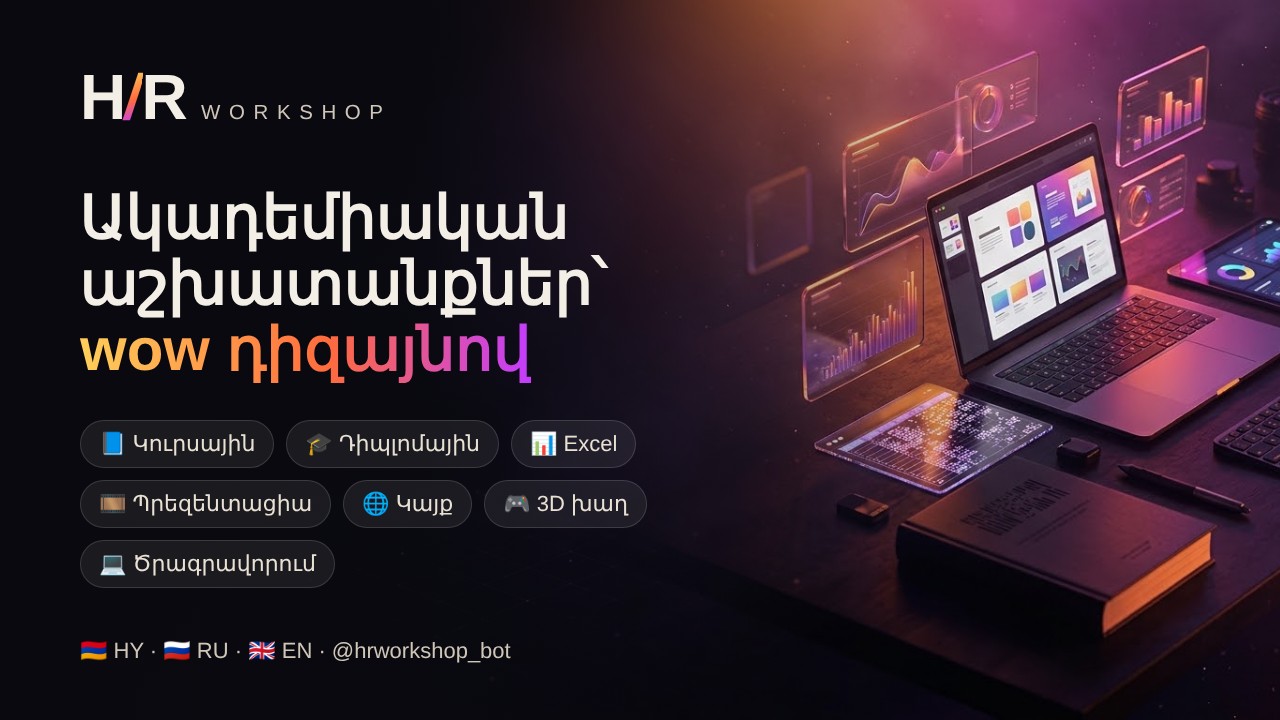 H/R WORKSHOP
Ակադեմիական
աշխատանքներ՝
wow դիզայնով
📘 Կուրսային 🎓 Դիպլոմային 📊 Excel
🎞️ Պրեզենտացիա 🌐 Կայք 🎮 3D խաղ
💻 Ծրագրավորում
🇦🇲 HY · 🇷🇺 RU · 🇬🇧 EN · @hrworkshop_bot